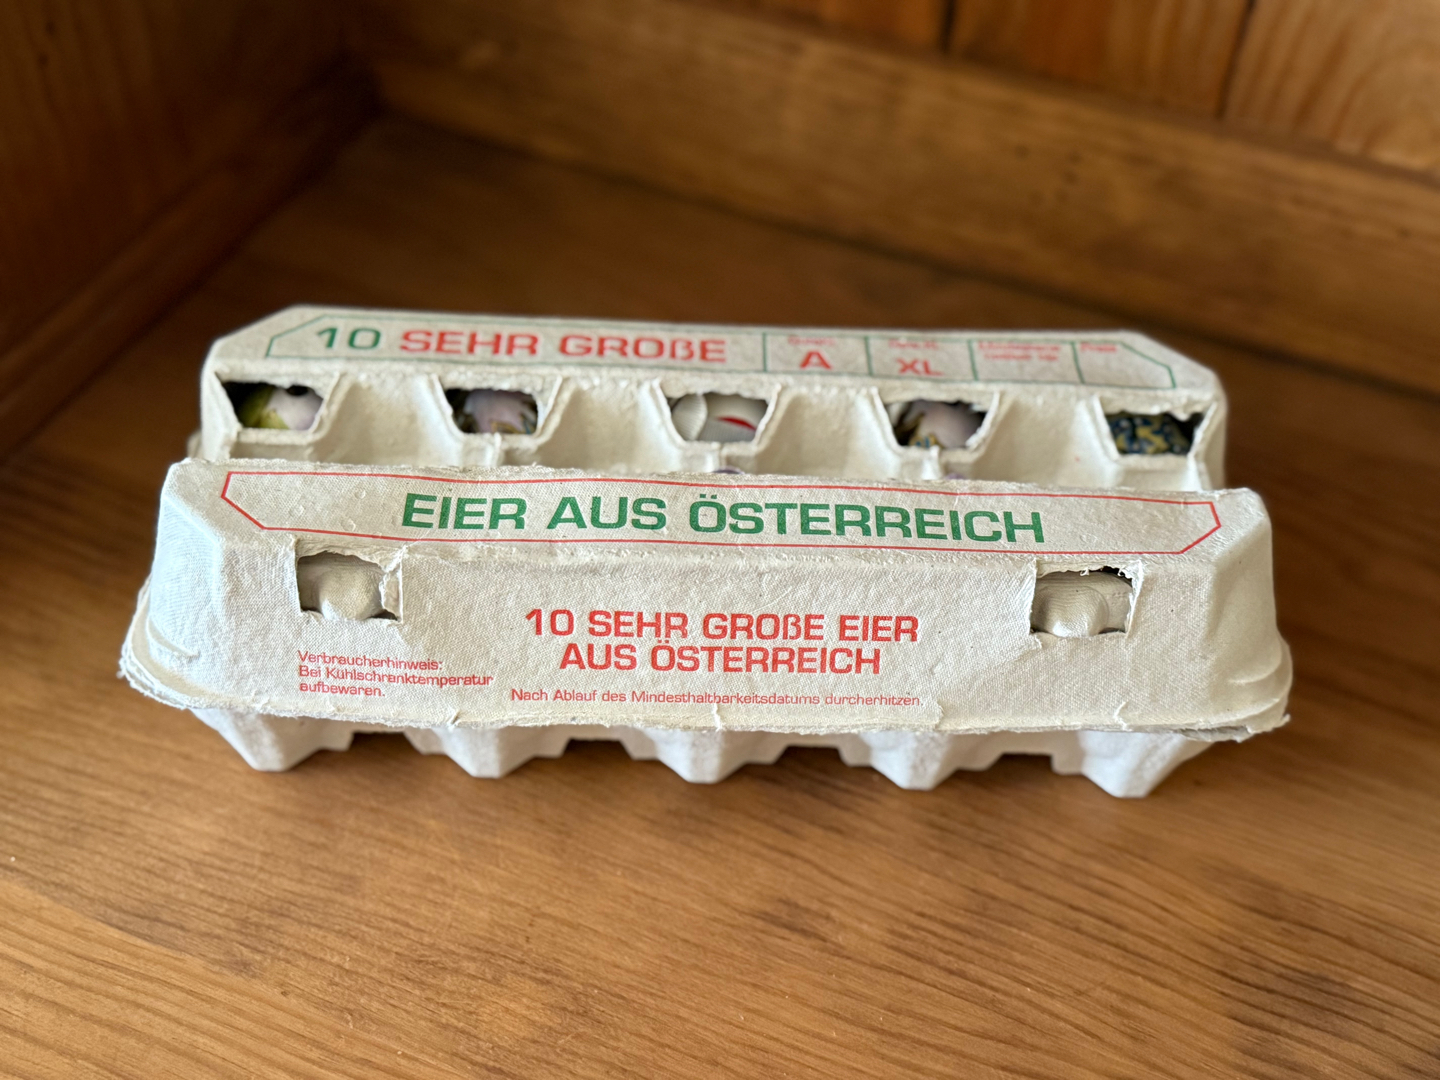 10 SEHR GROßE
A
XL
EIER AUS ÖSTERREICH
10 SEHR GROßE EIER
AUS ÖSTERREICH
Verbraucherhinweis:
Bei Kühlschranktemperatur
aufbewaren.
Nach Ablauf des Mindesthaltbarkeitsdatums durcherhitzen.